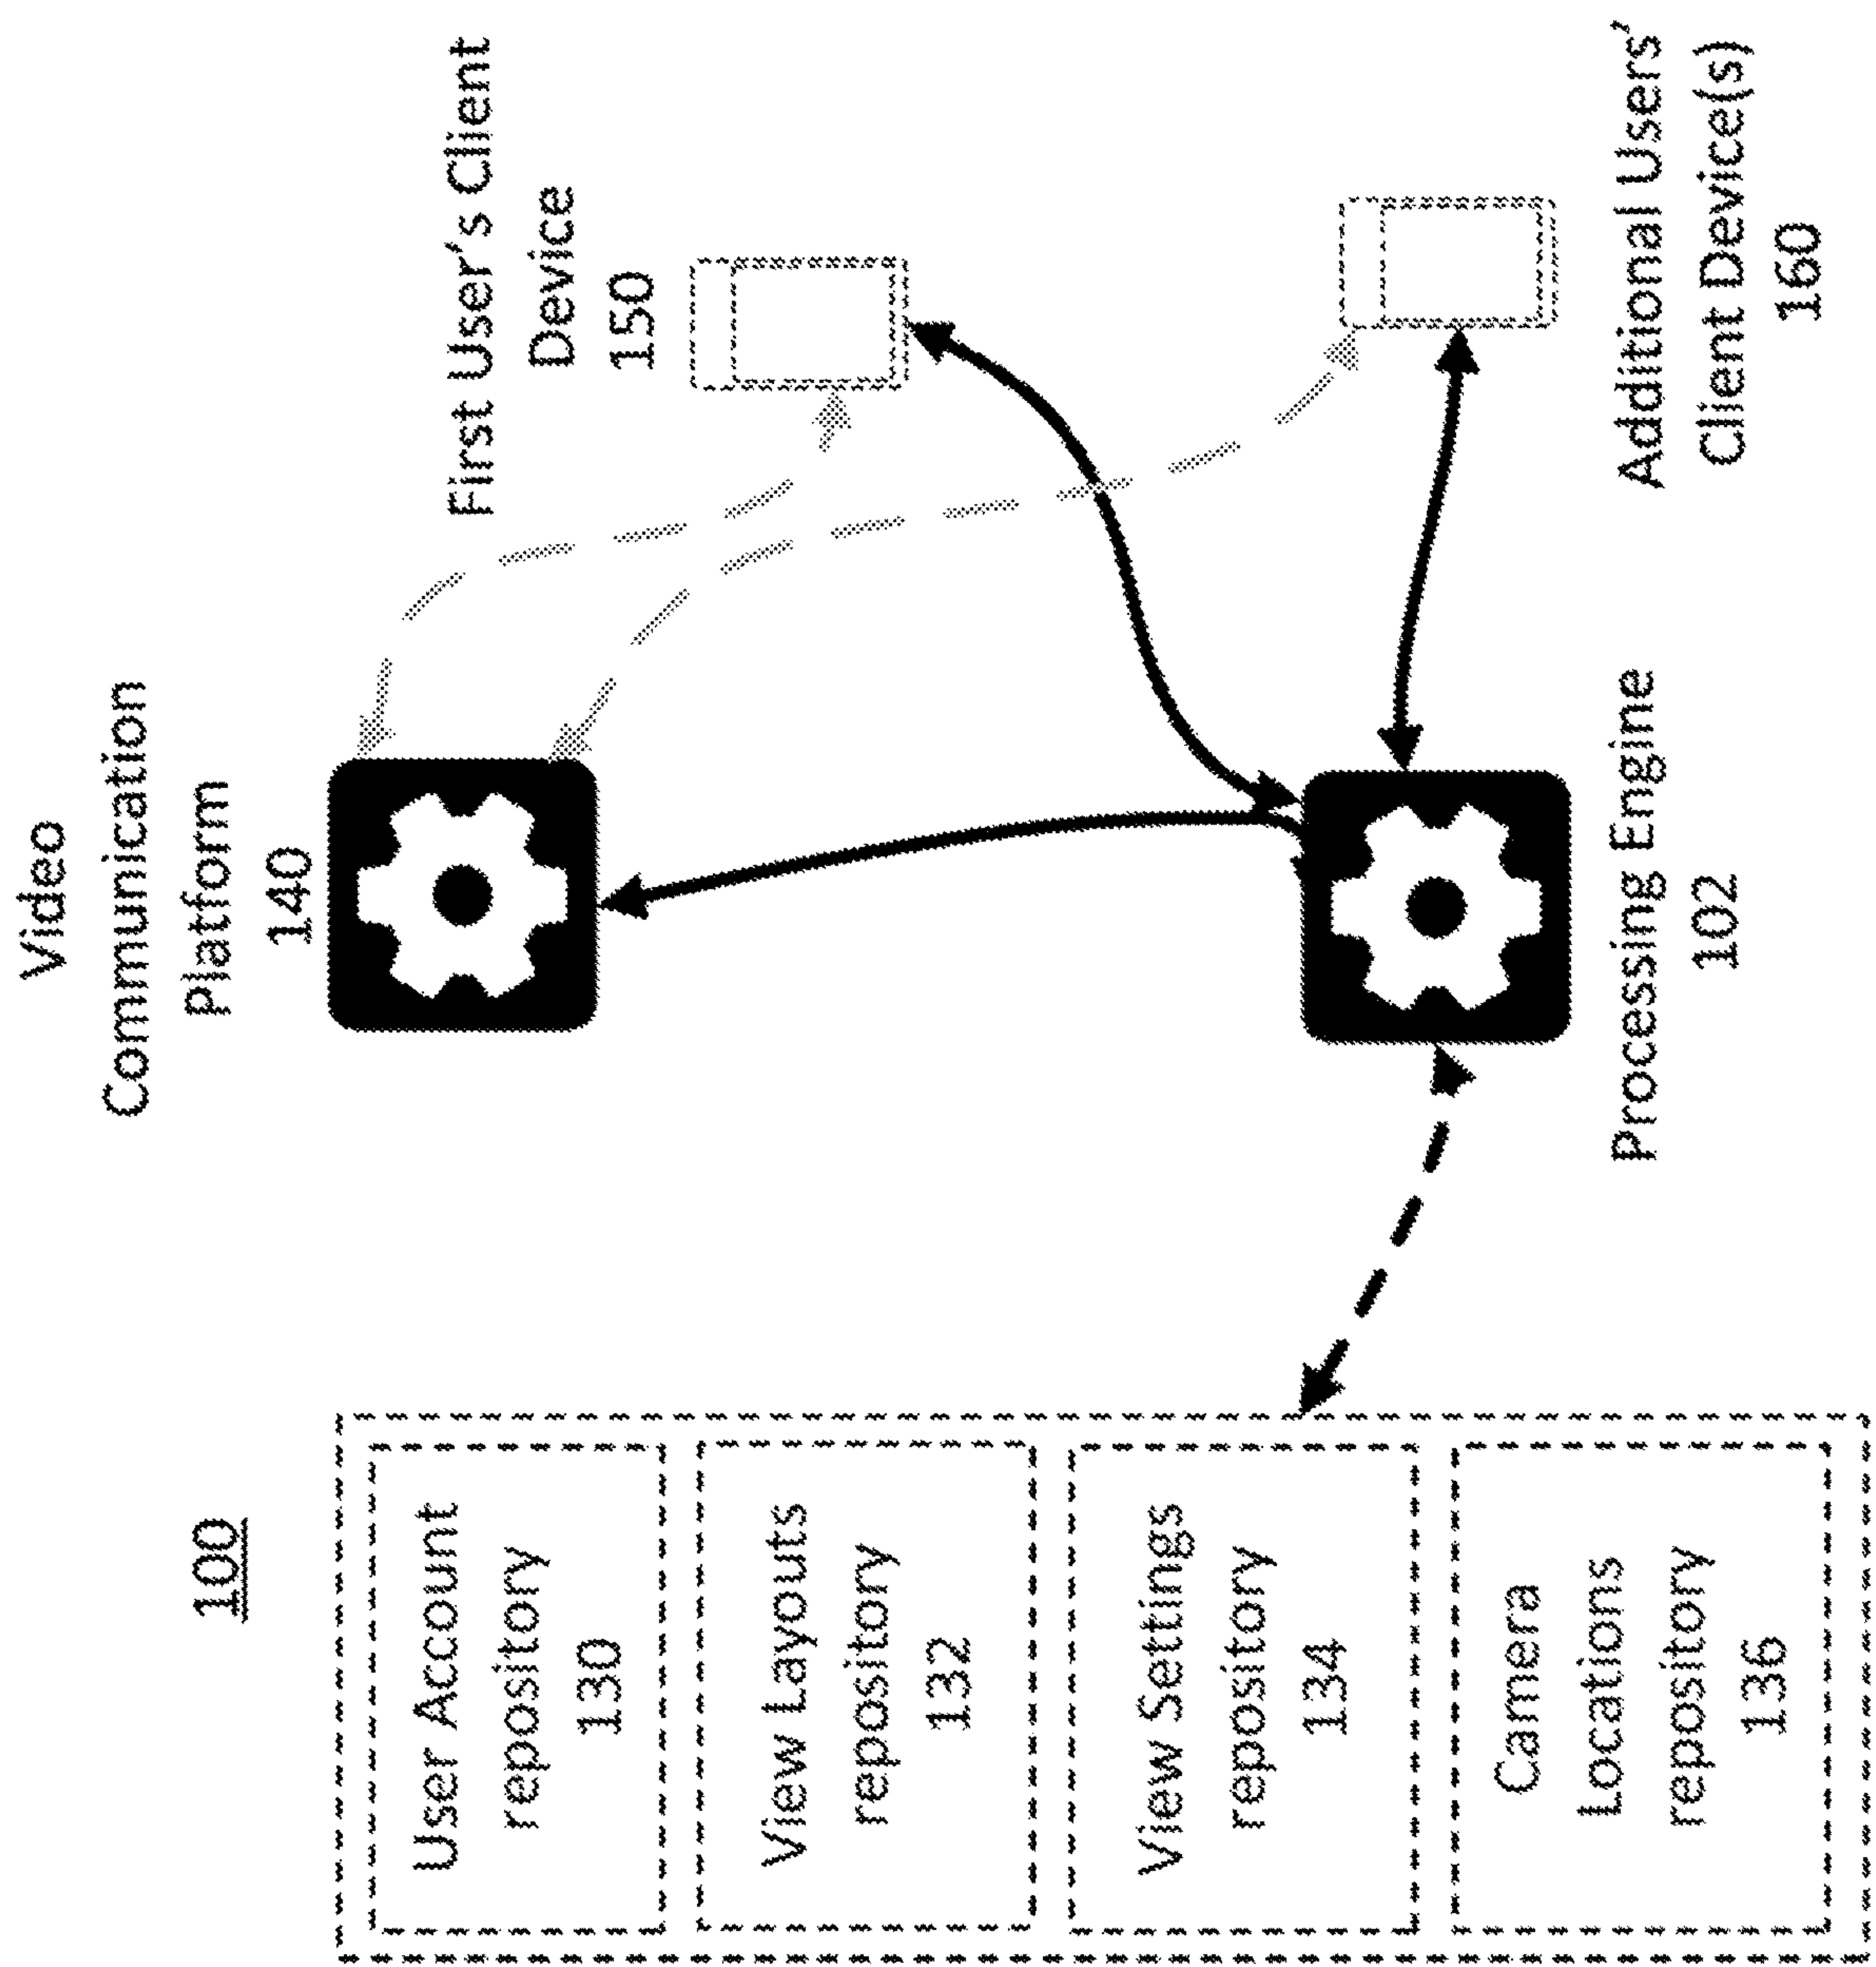 100
User Account
repository
130
View Layouts
repository
132
View Settings
repository
134
Camera
Locations
repository
136
Video
Communication
Platform
140
Processing Engine
102
First User's Client
Device
150
Additional Users'
Client Device(s)
160